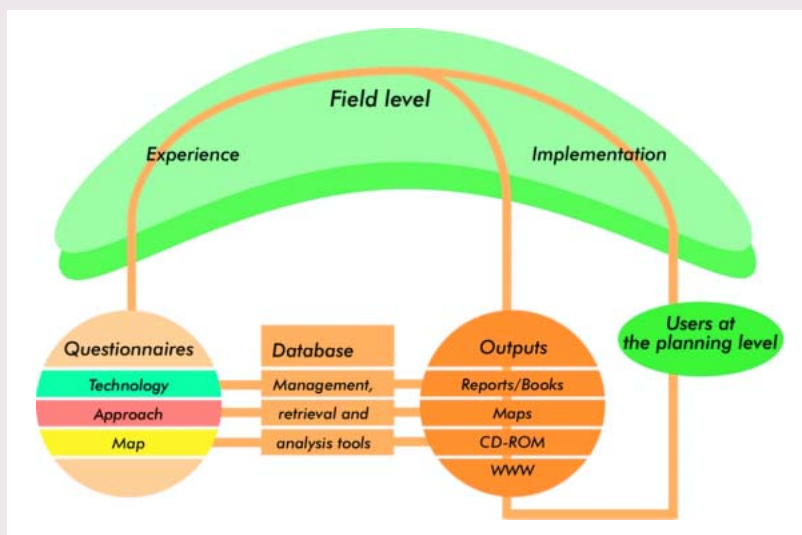 Field level
Experience
Implementation
Users at
the planning level
Questionnaires
Technology
Approach
Map
Database
Management,
retrieval and
analysis tools
Outputs
Reports/Books
Maps
CD-ROM
WWW